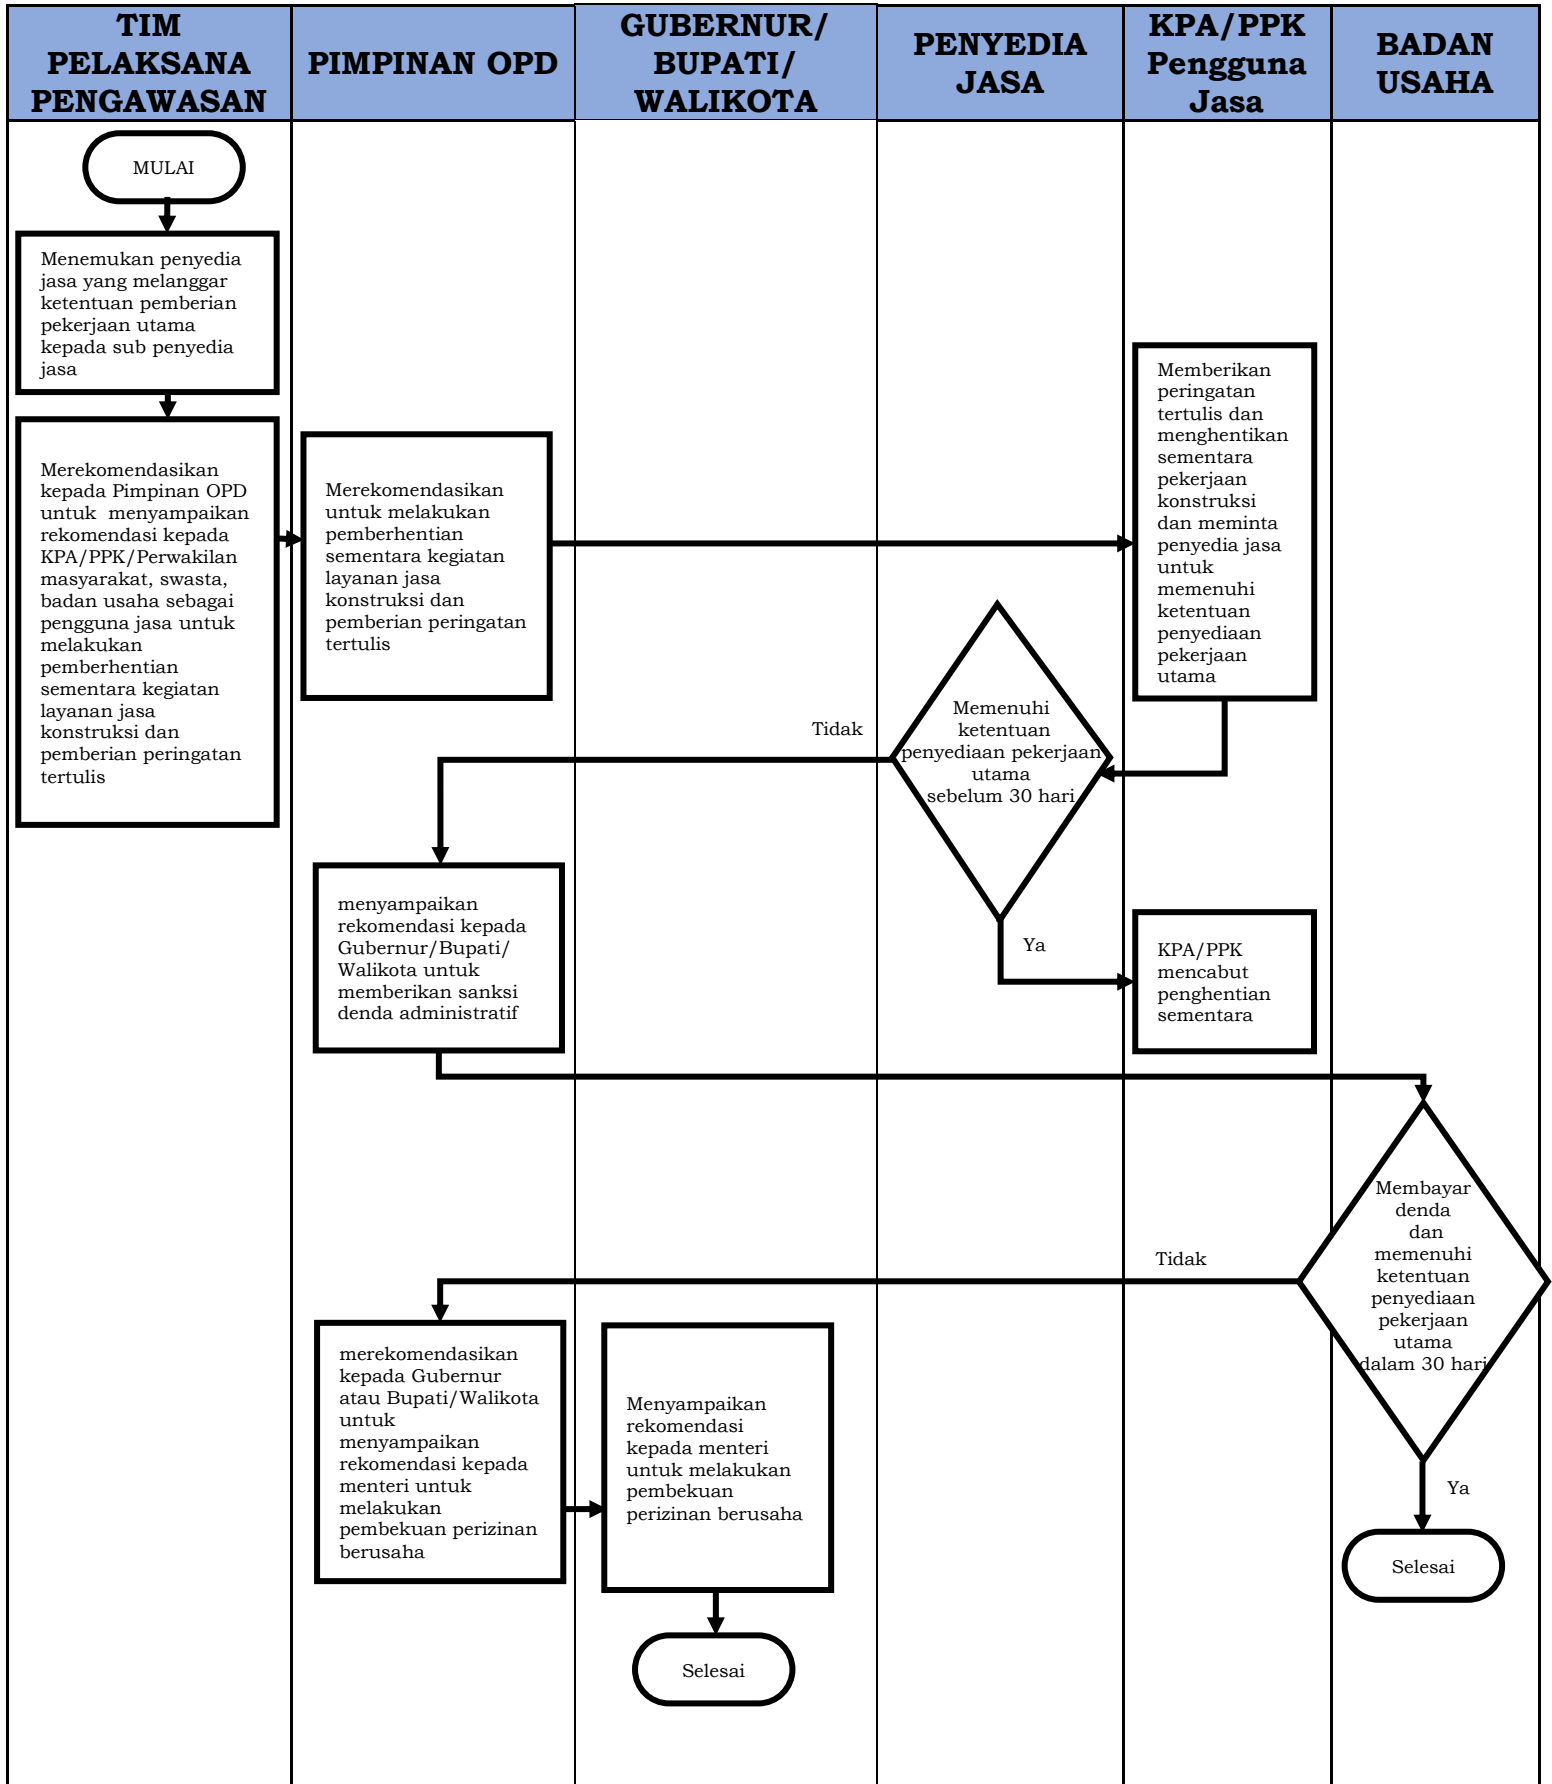 TIM
PELAKSANA
PENGAWASAN
PIMPINAN OPD
GUBERNUR/
BUPATI/
WALIKOTA
PENYEDIA
JASA
KPA/PPK
Pengguna
Jasa
BADAN
USAHA
MULAI
Menemukan penyedia
jasa yang melanggar
ketentuan pemberian
pekerjaan utama
kepada sub penyedia
jasa
Merekomendasikan
kepada Pimpinan OPD
untuk menyampaikan
rekomendasi kepada
KPA/PPK/Perwakilan
masyarakat, swasta,
badan usaha sebagai
pengguna jasa untuk
melakukan
pemberhentian
sementara kegiatan
layanan jasa
konstruksi dan
pemberian peringatan
tertulis
Merekomendasikan
untuk melakukan
pemberhentian
sementara kegiatan
layanan jasa
konstruksi dan
pemberian peringatan
tertulis
Memberikan
peringatan
tertulis dan
menghentikan
sementara
pekerjaan
konstruksi
dan meminta
penyedia jasa
untuk
memenuhi
ketentuan
penyediaan
pekerjaan
utama
Memenuhi
ketentuan
penyediaan pekerjaan
utama
sebelum 30 hari
Tidak
Ya
menyampaikan
rekomendasi kepada
Gubernur/Bupati/
Walikota untuk
memberikan sanksi
denda administratif
KPA/PPK
mencabut
penghentian
sementara
Membayar
denda
dan
memenuhi
ketentuan
penyediaan
pekerjaan
utama
dalam 30 hari
Tidak
Ya
merekomendasikan
kepada Gubernur
atau Bupati/Walikota
untuk
menyampaikan
rekomendasi kepada
menteri untuk
melakukan
pembekuan perizinan
berusaha
Menyampaikan
rekomendasi
kepada menteri
untuk melakukan
pembekuan
perizinan berusaha
Selesai
Selesai